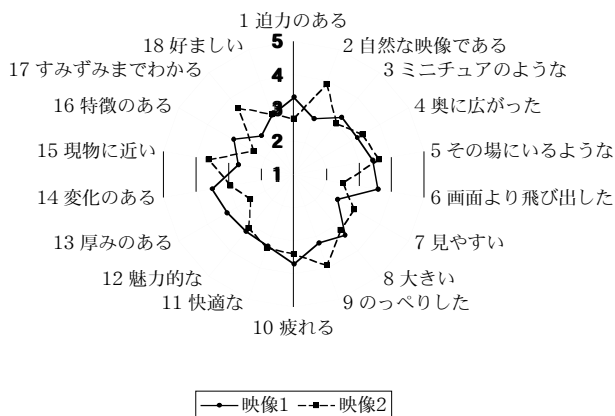 1 迫力のある
2 自然な映像である
3 ミニチュアのような
4 奥に広がった
5 その場にいるような
6 画面より飛び出した
7 見やすい
8 大きい
9 のっぺりした
10 疲れる
11 快適な
12 魅力的な
13 厚みのある
14 変化のある
15 現物に近い
16 特徴のある
17 すみずみまでわかる
18 好ましい
5
4
3
2
1
映像1
映像2